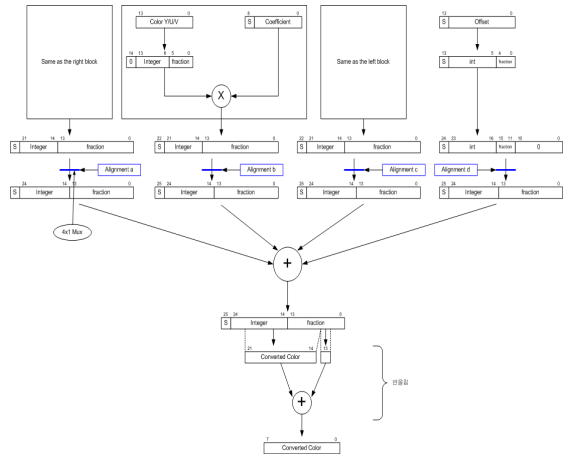 13 0
Color Y/U/V
8 0
S Coefficient
13 0
S Offset
14 13 6 5 0
0 Integer fraction
13 5 4 0
S int fraction
Same as the right block
Same as the left block
X
21 14 13 0
S Integer fraction
22 21 14 13 0
S Integer fraction
22 21 14 13 0
S Integer fraction
24 23 16 15 11 10 0
S int fraction 0
Alignment a
Alignment b
Alignment c
Alignment d
24 14 13 0
S Integer fraction
25 24 14 13 0
S Integer fraction
25 24 14 13 0
S Integer fraction
25 24 14 13 0
S Integer fraction
4x1 Mux
+
25 24 14 13 0
S Integer fraction
21 14 13
Converted Color
반올림
+
7 0
Converted Color